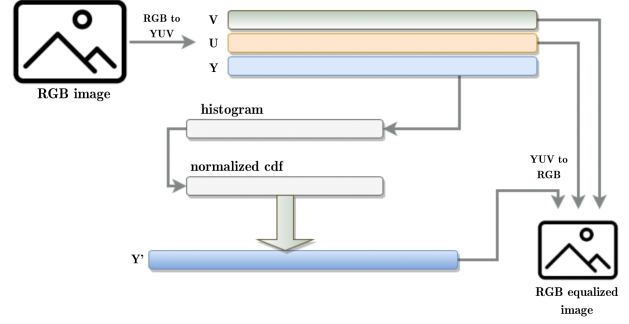 RGB to
YUV
V
U
Y
RGB image
histogram
normalized cdf
YUV to
RGB
Y'
RGB equalized
image